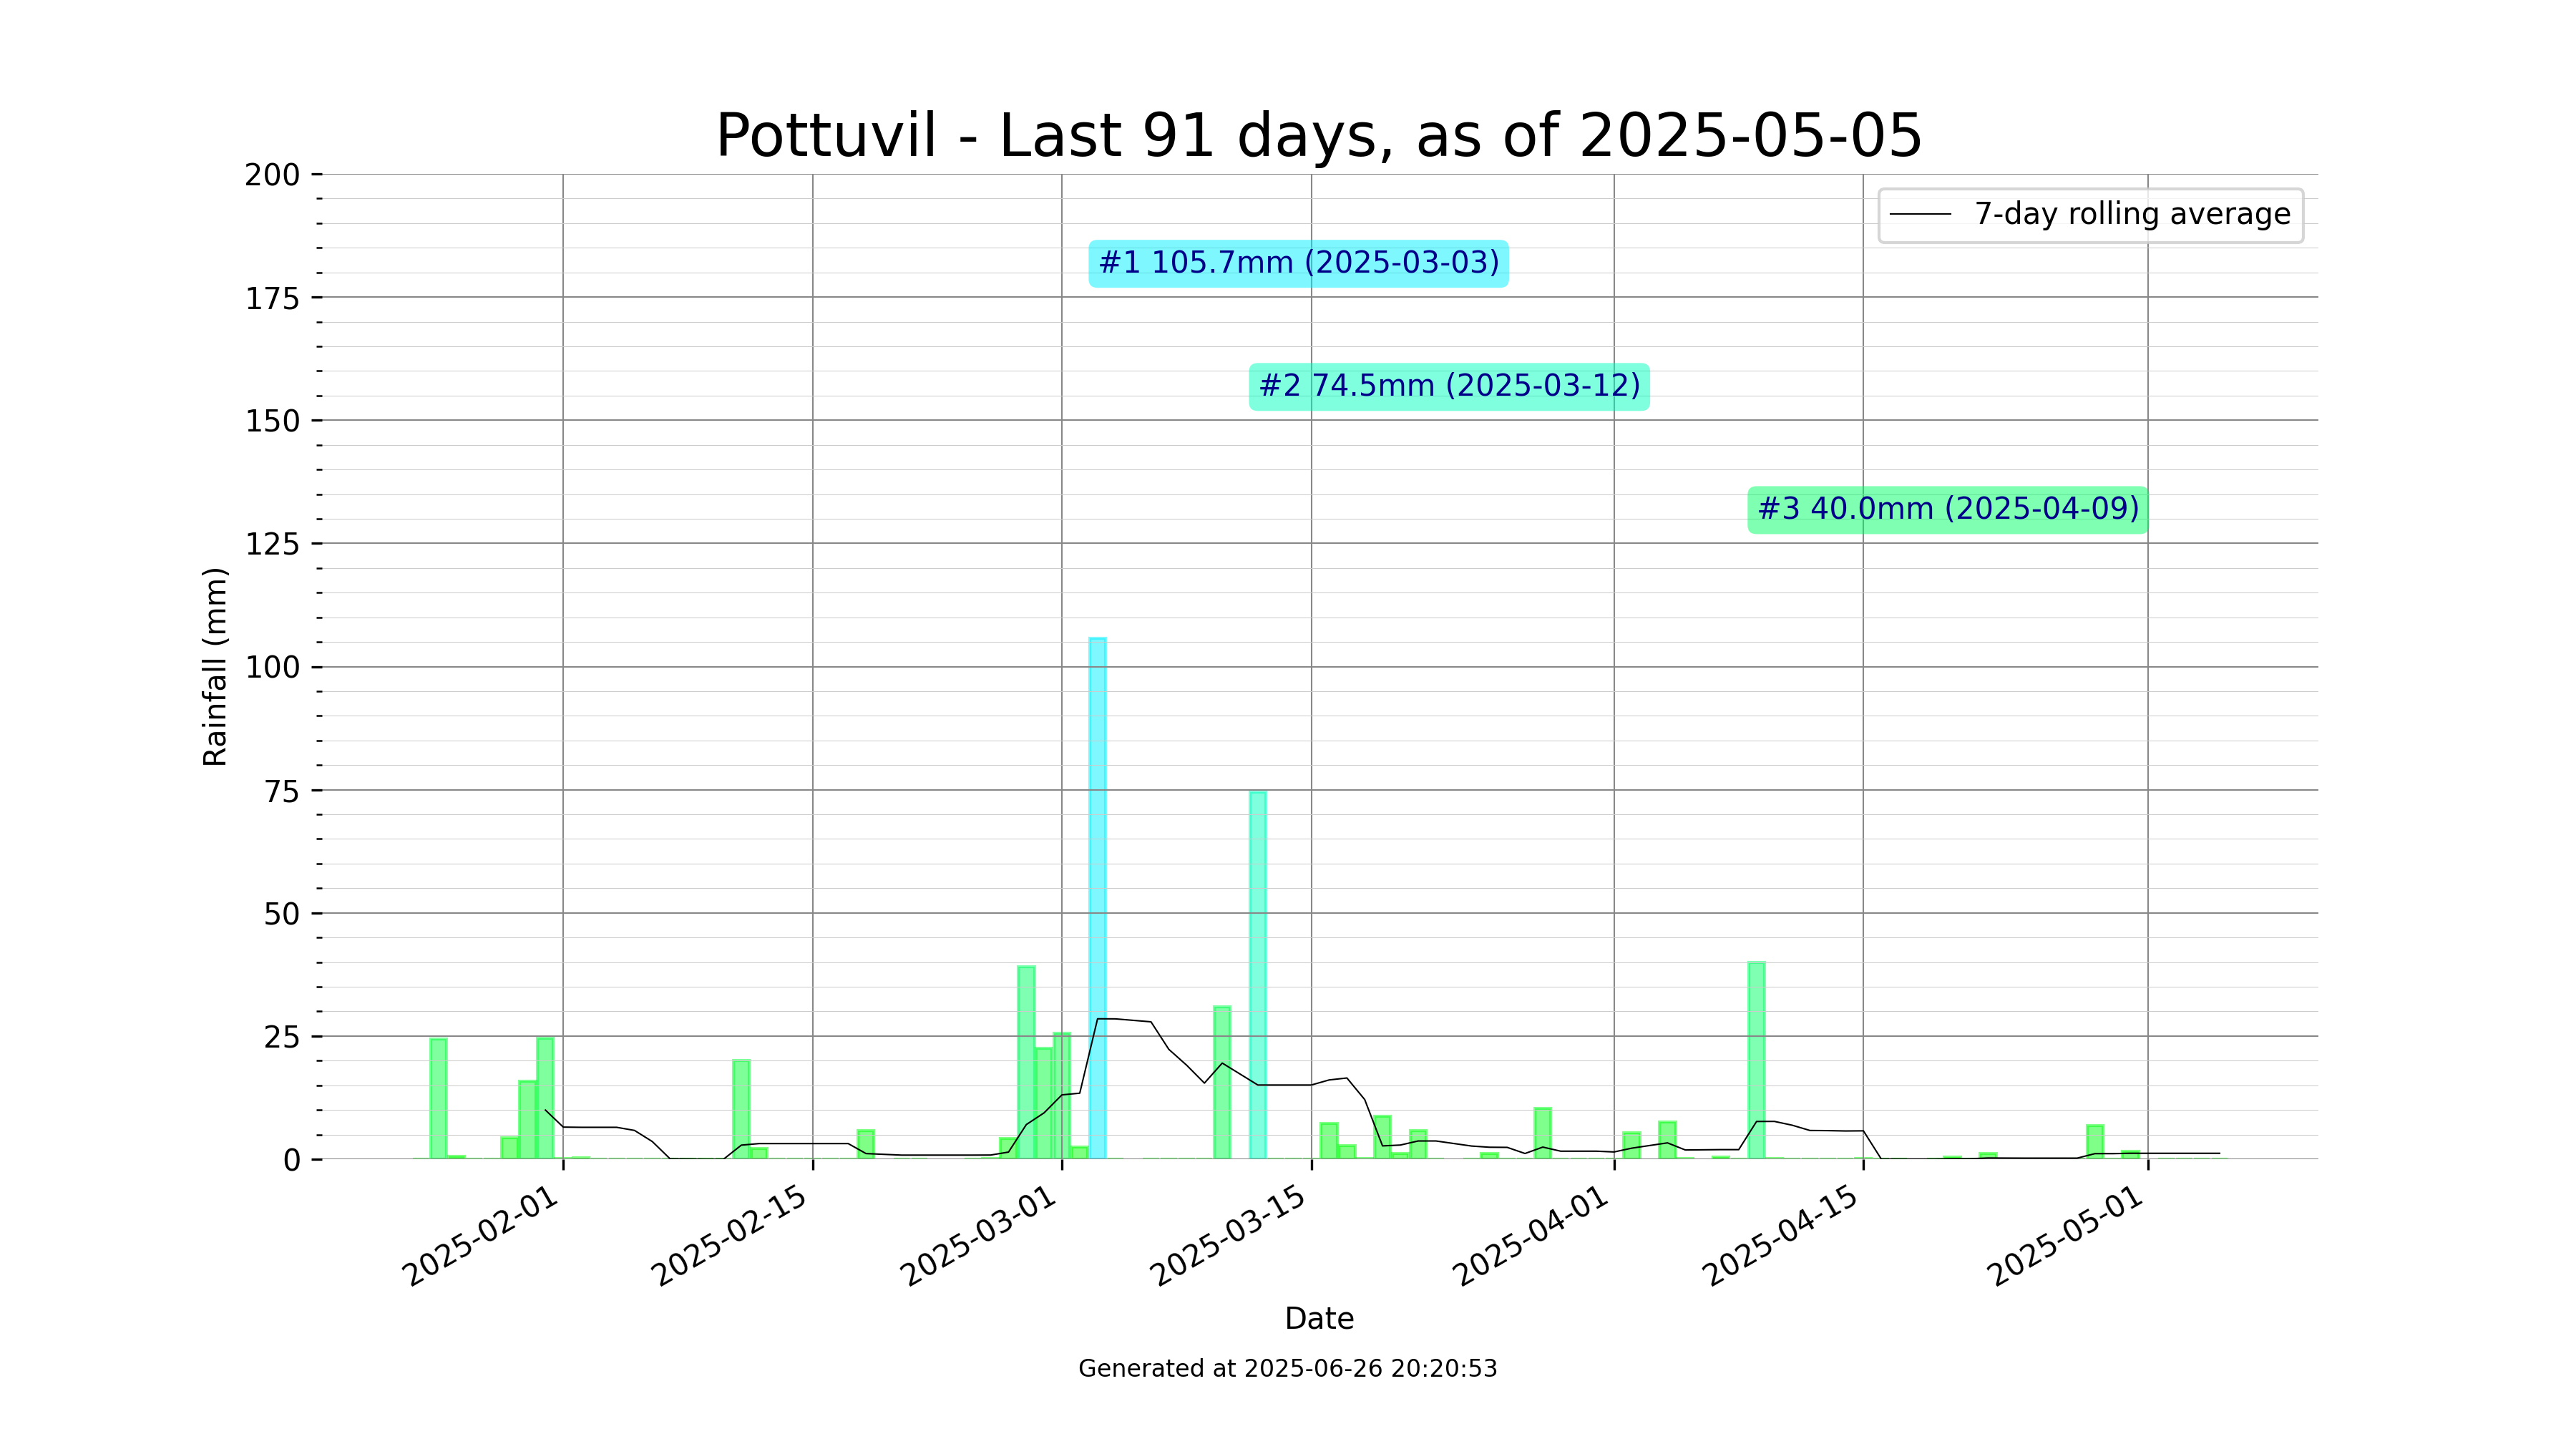 Pottuvil - Last 91 days, as of 2025-05-05
7-day rolling average
#1 105.7mm (2025-03-03)
#2 74.5mm (2025-03-12)
#3 40.0mm (2025-04-09)
Rainfall (mm)
200
175
150
125
100
75
50
25
0
2025-02-01
2025-02-15
2025-03-01
2025-03-15
2025-04-01
2025-04-15
2025-05-01
Date
Generated at 2025-06-26 20:20:53